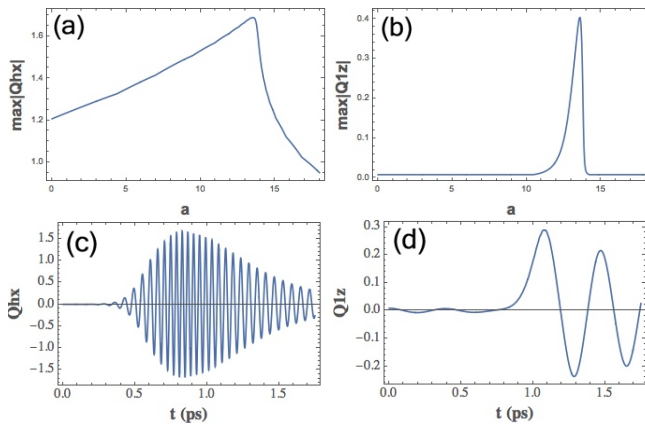 (a)
max|Qhx|
1.6
1.4
1.2
1.0
0 5 10 15
a
(b)
max|Q1z|
0.4
0.3
0.2
0.1
0.0
0 5 10 15
a
(c)
Qhx
1.5
1.0
0.5
0.0
-0.5
-1.0
-1.5
0.0 0.5 1.0 1.5
t (ps)
(d)
Q1z
0.3
0.2
0.1
0.0
-0.1
-0.2
0.0 0.5 1.0 1.5
t (ps)